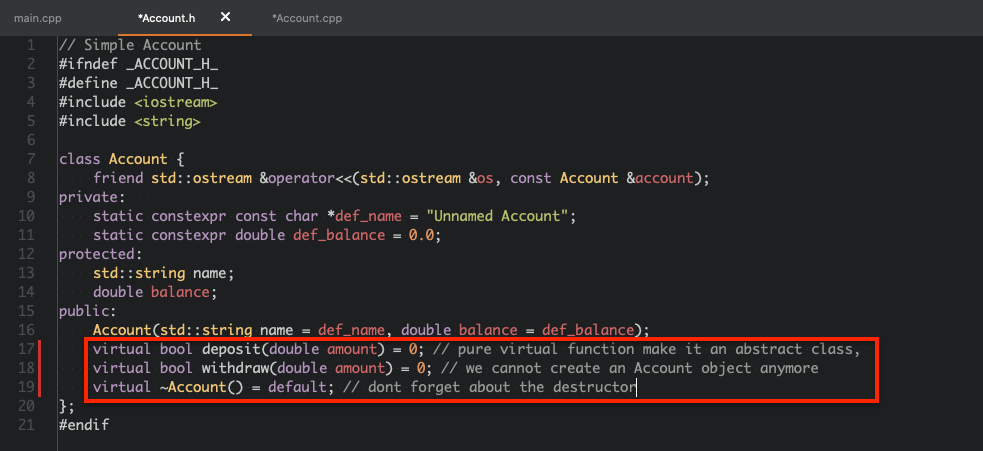 main.cpp *Account.h X *Account.cpp
1 // Simple Account
2 #ifndef _ACCOUNT_H_
3 #define _ACCOUNT_H_
4 #include <iostream>
5 #include <string>
6
7 class Account {
8 friend std::ostream &operator<<(std::ostream &os, const Account &account);
9 private:
10 static constexpr const char *def_name = "Unnamed Account";
11 static constexpr double def_balance = 0.0;
12 protected:
13 std::string name;
14 double balance;
15 public:
16 Account(std::string name = def_name, double balance = def_balance);
17 virtual bool deposit(double amount) = 0; // pure virtual function make it an abstract class,
18 virtual bool withdraw(double amount) = 0; // we cannot create an Account object anymore
19 virtual ~Account() = default; // dont forget about the destructor
20 };
21 #endif